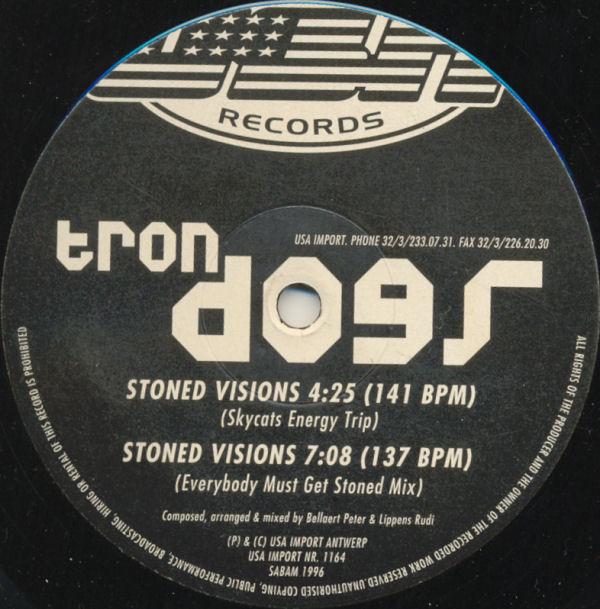 USA
RECORDS
tron
dogs
USA IMPORT. PHONE 32/3/233.07.31. FAX 32/3/226.20.30
STONED VISIONS 4:25 (141 BPM)
(Skycats Energy Trip)
STONED VISIONS 7:08 (137 BPM)
(Everybody Must Get Stoned Mix)
Composed, arranged & mixed by Bellaert Peter & Lippens Rudi
(P) & (C) USA IMPORT ANTWERP
USA IMPORT NR. 1164
SABAM 1996
ALL RIGHTS OF THE PRODUCER AND THE OWNER OF THE RECORDED WORK RESERVED.UNAUTHORISED COPYING, PUBLIC PERFORMANCE, BROADCASTING, HIRING OR RENTAL OF THIS RECORD IS PROHIBITED